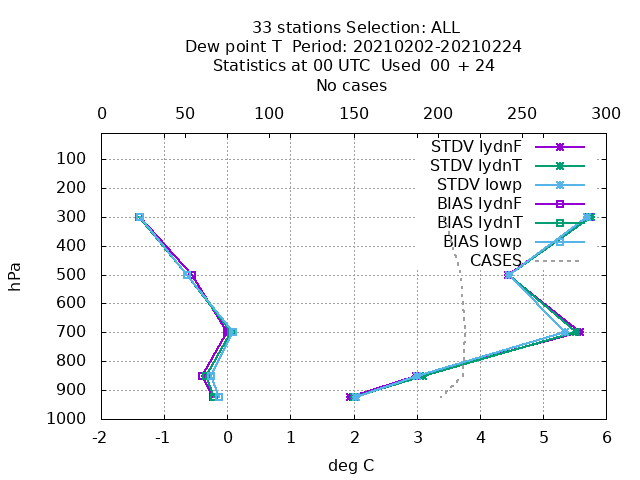 33 stations Selection: ALL
Dew point T  Period: 20210202-20210224
Statistics at 00 UTC  Used  00 + 24
No cases
0 50 100 150 200 250 300
STDV lydnF
STDV lydnT
STDV lowp
BIAS lydnF
BIAS lydnT
BIAS lowp
CASES
100
200
300
400
500
600
700
800
900
1000
hPa
-2 -1 0 1 2 3 4 5 6
deg C